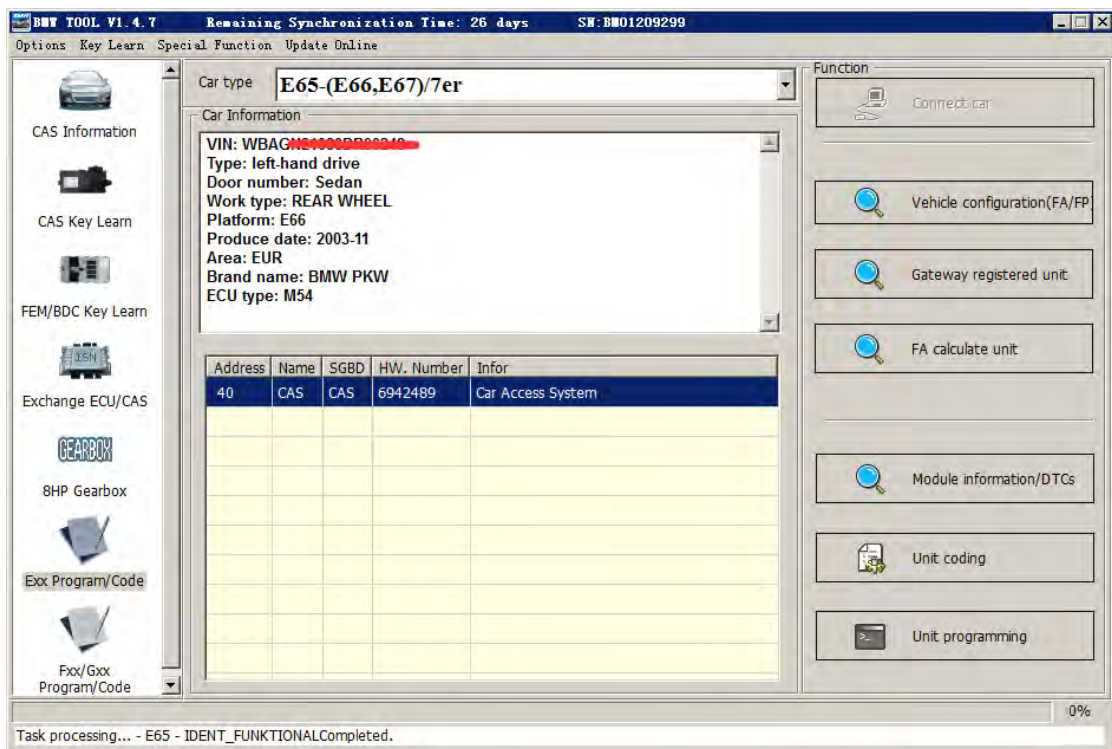 BMW TOOL V1.4.7 Remaining Synchronization Time: 26 days SN:BM01209299
Options Key Learn Special Function Update Online
CAS Information
CAS Key Learn
FEM/BDC Key Learn
ISN
Exchange ECU/CAS
GEARBOX
8HP Gearbox
Exx Program/Code
Fxx/Gxx
Program/Code
Car type E65-(E66,E67)/7er
Car Information
VIN: WBAG
Type: left-hand drive
Door number: Sedan
Work type: REAR WHEEL
Platform: E66
Produce date: 2003-11
Area: EUR
Brand name: BMW PKW
ECU type: M54
Address Name SGBD HW. Number Infor
40 CAS CAS 6942489 Car Access System
Function
Connect car
Vehicle configuration(FA/FP)
Gateway registered unit
FA calculate unit
Module information/DTCs
Unit coding
Unit programming
0%
Task processing... - E65 - IDENT_FUNKTIONALCompleted.